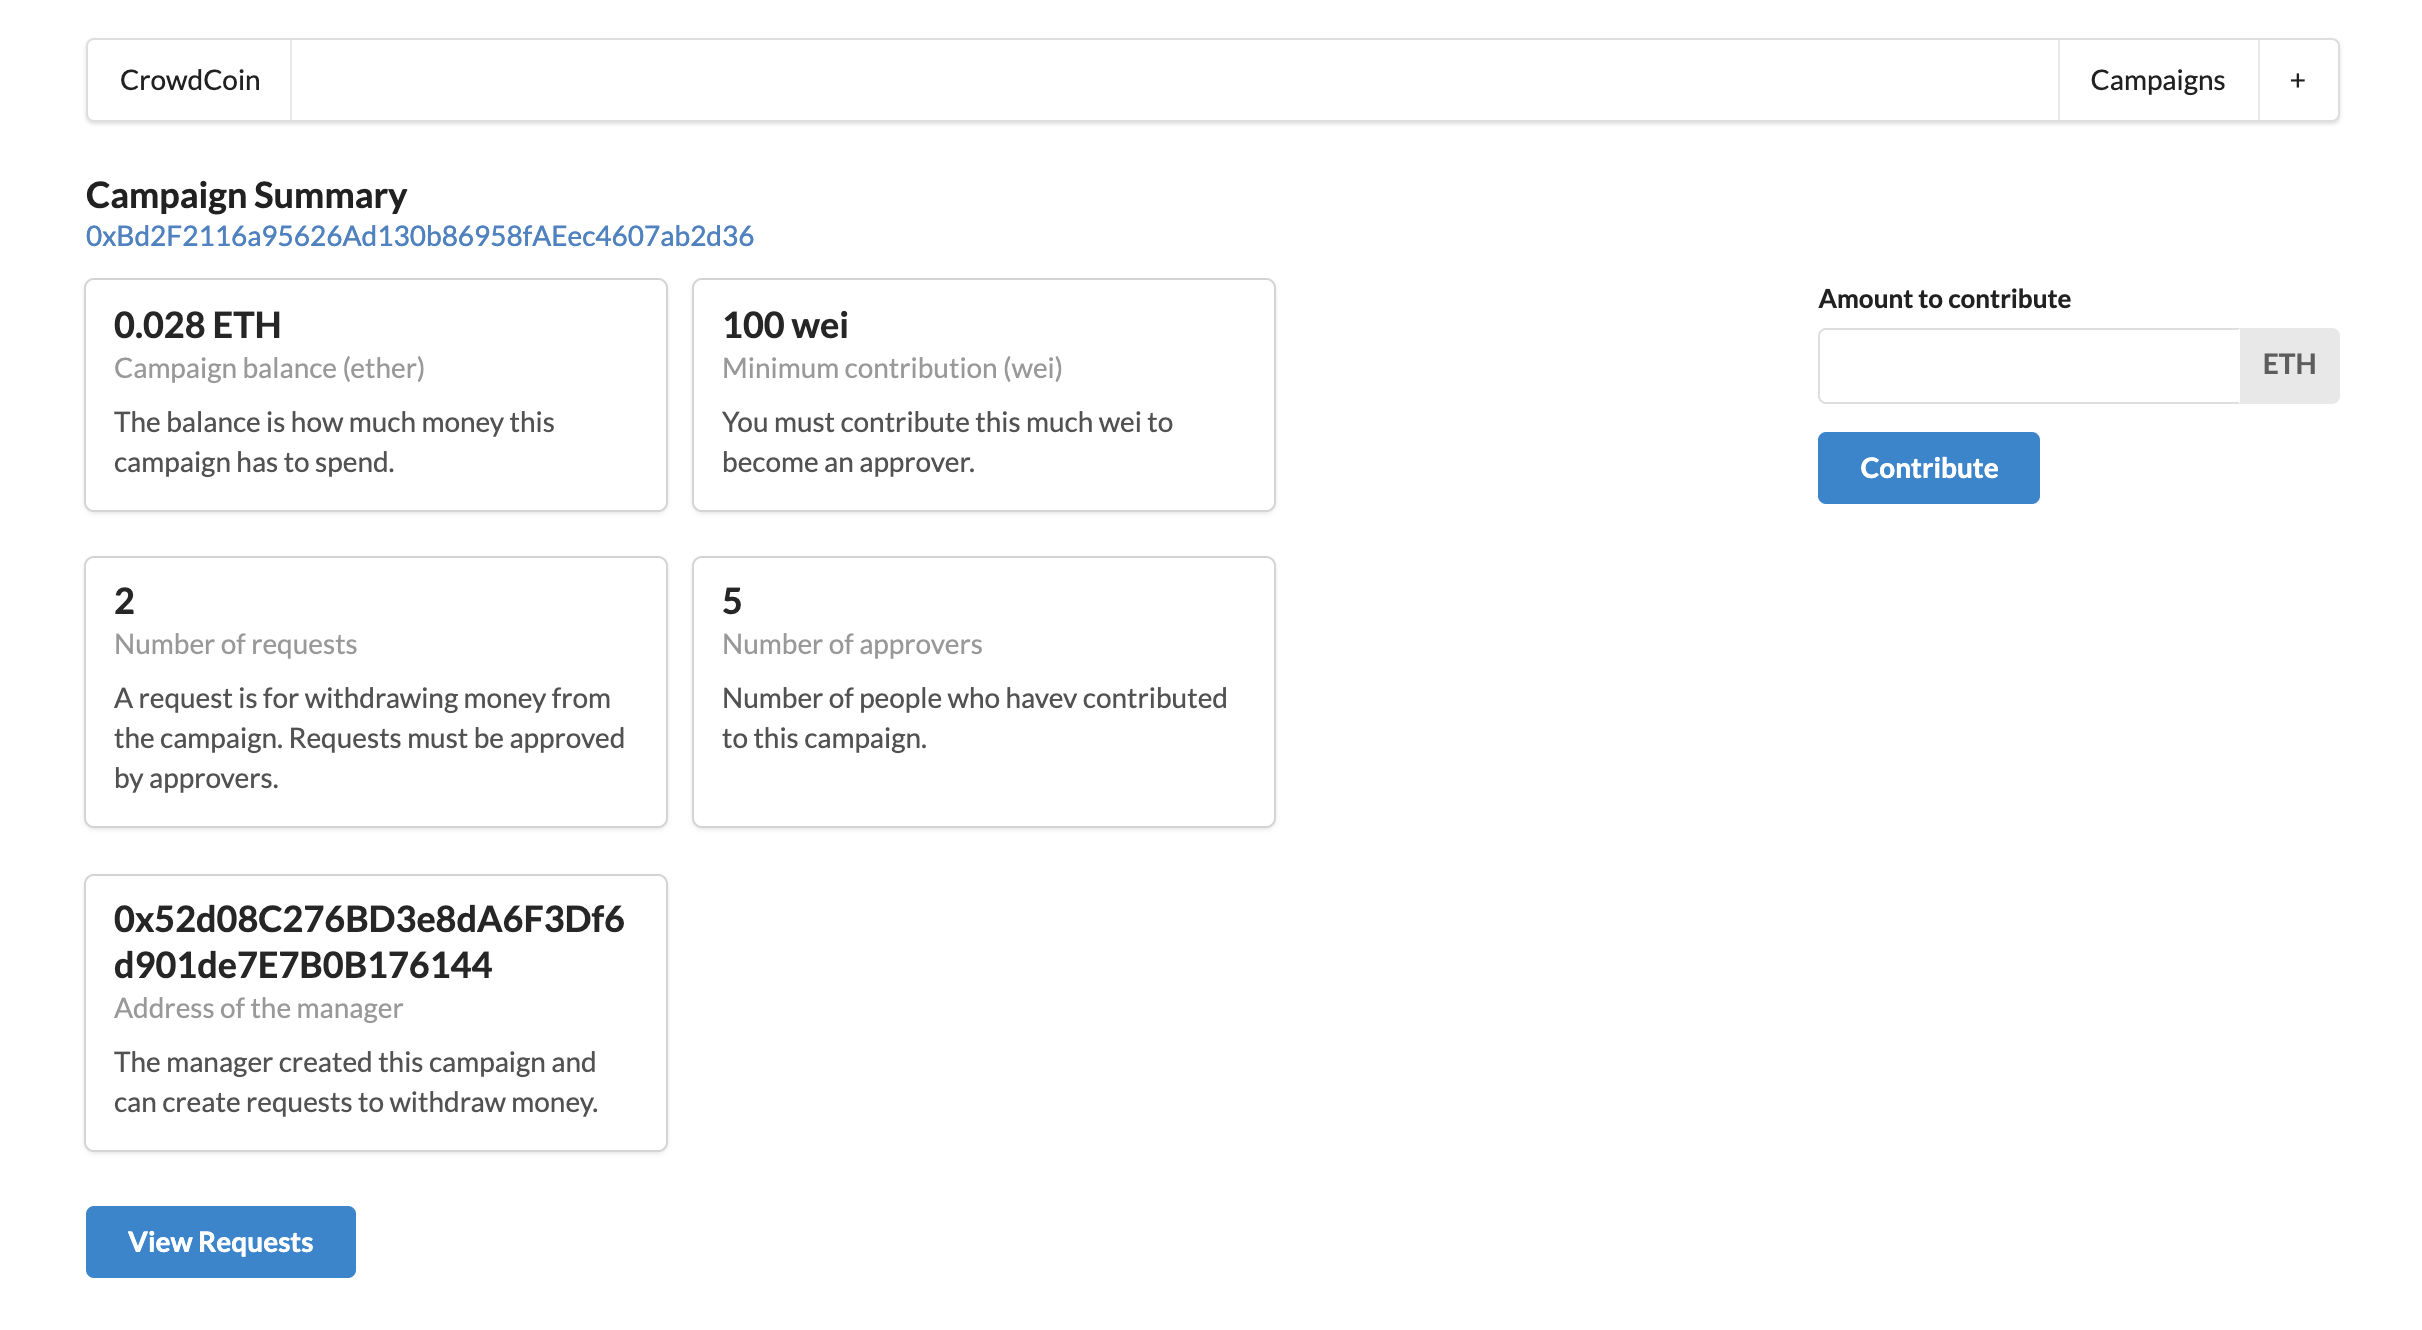 CrowdCoin
Campaigns
+
Campaign Summary
0xBd2F2116a95626Ad130b86958fAEec4607ab2d36
0.028 ETH
Campaign balance (ether)
The balance is how much money this
campaign has to spend.
100 wei
Minimum contribution (wei)
You must contribute this much wei to
become an approver.
Amount to contribute
ETH
Contribute
2
Number of requests
A request is for withdrawing money from
the campaign. Requests must be approved
by approvers.
5
Number of approvers
Number of people who havev contributed
to this campaign.
0x52d08C276BD3e8dA6F3Df6
d901de7E7B0B176144
Address of the manager
The manager created this campaign and
can create requests to withdraw money.
View Requests